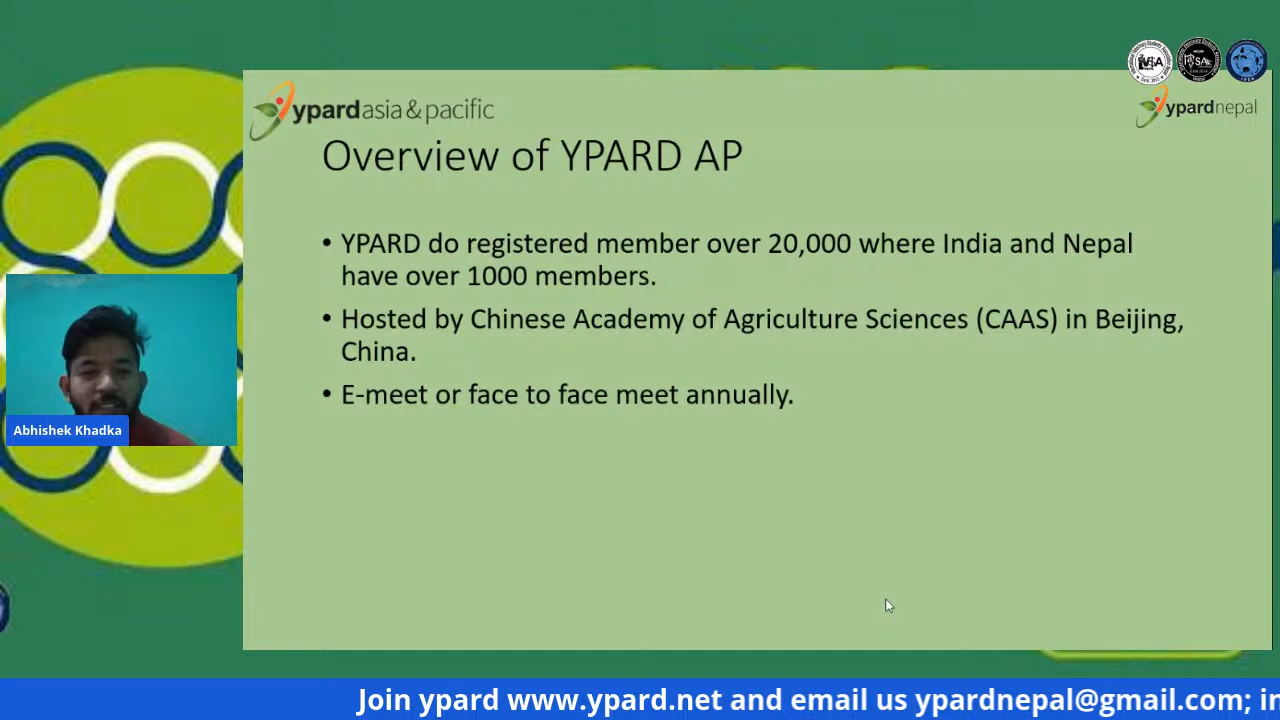 ypard asia & pacific
ypard nepal
Overview of YPARD AP
• YPARD do registered member over 20,000 where India and Nepal
have over 1000 members.
• Hosted by Chinese Academy of Agriculture Sciences (CAAS) in Beijing,
China.
• E-meet or face to face meet annually.
Abhishek Khadka
Join ypard www.ypard.net and email us ypardnepal@gmail.com; in